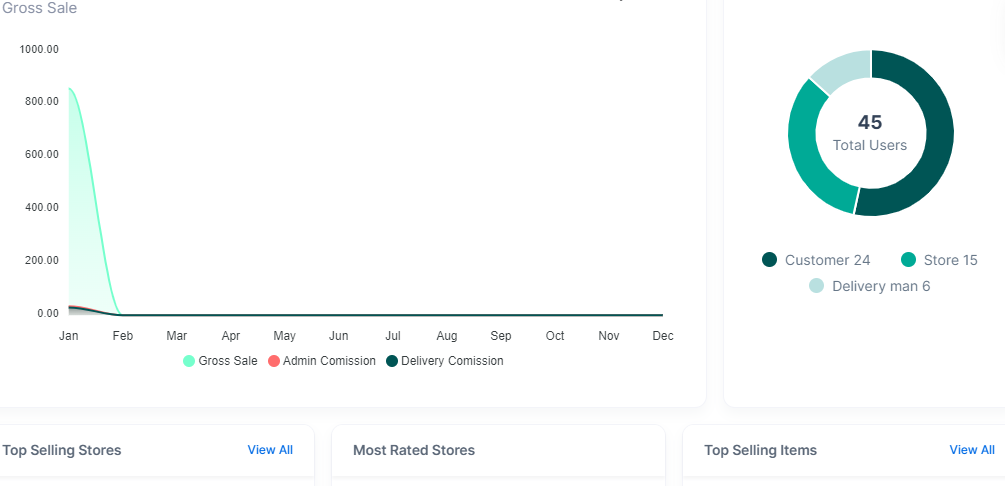 Gross Sale
1000.00
800.00
600.00
400.00
200.00
0.00
Jan Feb Mar Apr May Jun Jul Aug Sep Oct Nov Dec
Gross Sale Admin Comission Delivery Comission
45
Total Users
Customer 24 Store 15
Delivery man 6
Top Selling Stores View All
Most Rated Stores
Top Selling Items View All